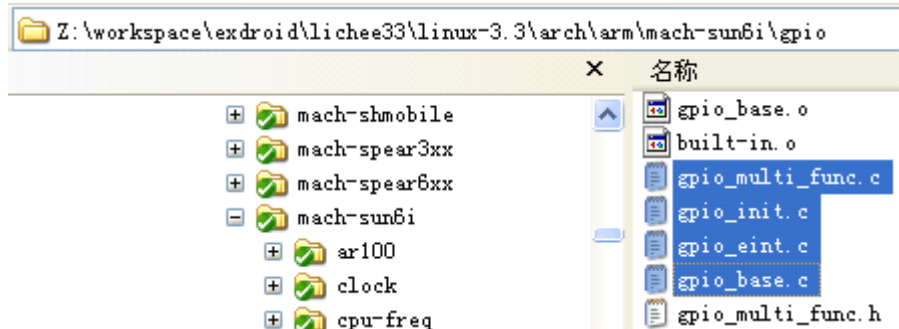 Z:\workspace\exdroid\lichee33\linux-3.3\arch\arm\mach-sun6i\gpio
名称
mach-shmobile
mach-spear3xx
mach-spear6xx
mach-sun6i
ar100
clock
cpu-freq
gpio_base.o
built-in.o
gpio_multi_func.c
gpio_init.c
gpio_eint.c
gpio_base.c
gpio_multi_func.h